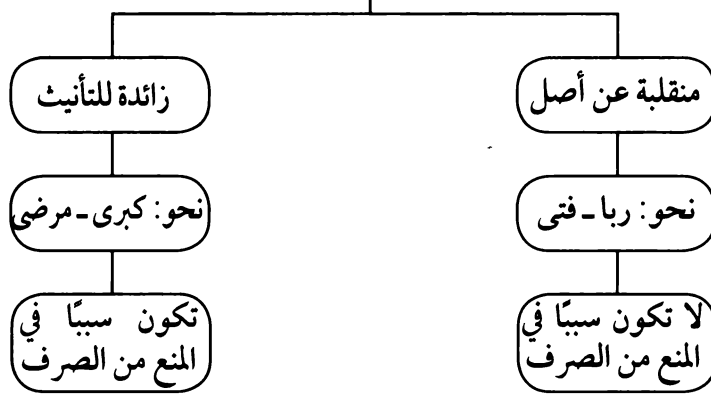 منقلبة عن أصل
زائدة للتأنيث
نحو: ربا ـ فتى
نحو: كبرى ـ مرضى
لا تكون سببًا في
المنع من الصرف
تكون سببًا في
المنع من الصرف